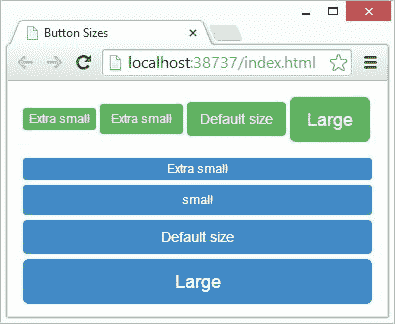 Button Sizes
localhost:38737/index.html
Extra small Extra small Default size Large
Extra small
small
Default size
Large